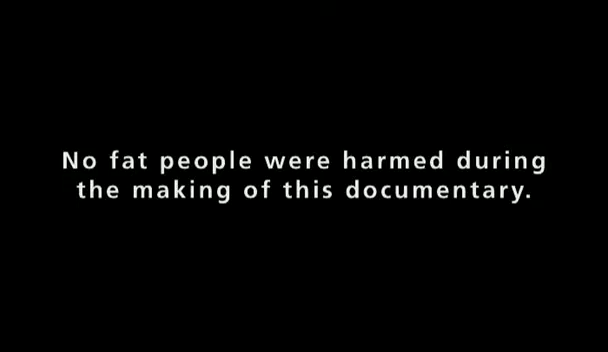 No fat people were harmed during
the making of this documentary.